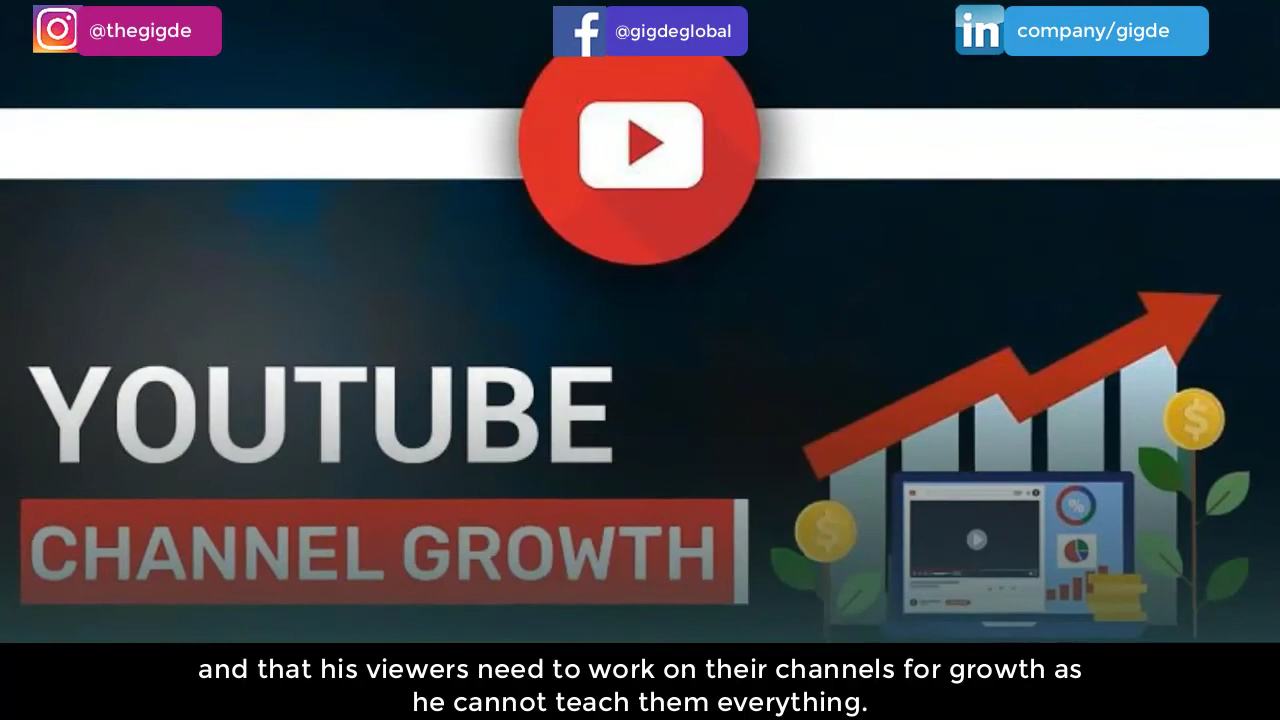 @thegigde
@gigdeglobal
in company/gigde
YOUTUBE
CHANNEL GROWTH
$
$
%
and that his viewers need to work on their channels for growth as
he cannot teach them everything.